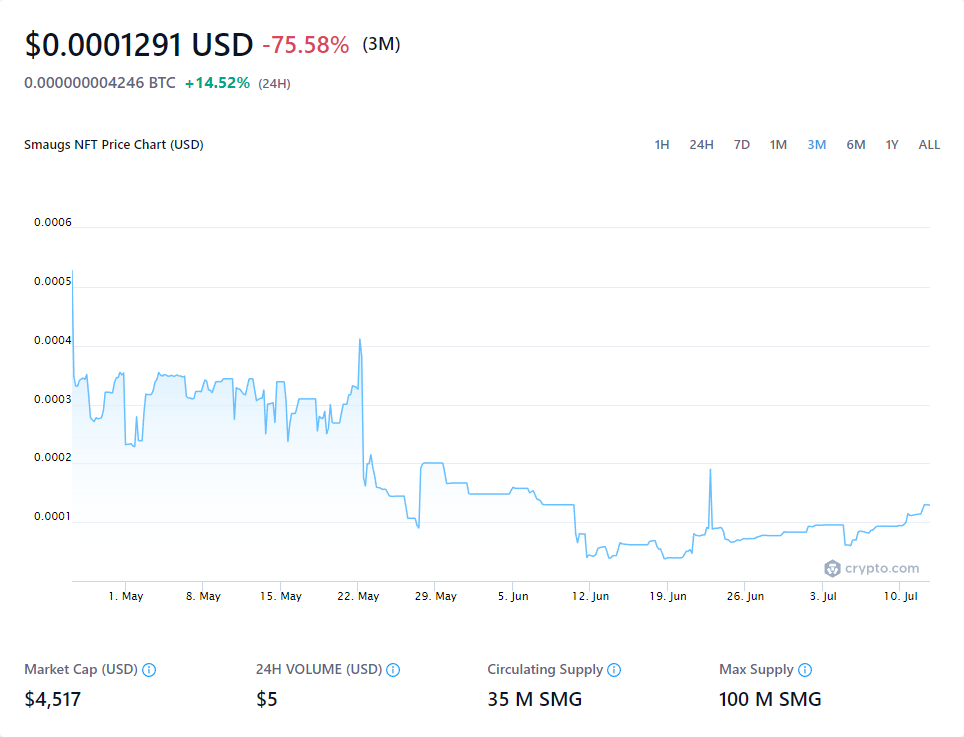 $0.0001291 USD -75.58% (3M)
0.000000004246 BTC +14.52% (24H)
Smaugs NFT Price Chart (USD) 1H 24H 7D 1M 3M 6M 1Y ALL
0.0006
0.0005
0.0004
0.0003
0.0002
0.0001
crypto.com
1. May 8. May 15. May 22. May 29. May 5. Jun 12. Jun 19. Jun 26. Jun 3. Jul 10. Jul
Market Cap (USD) 24H VOLUME (USD) Circulating Supply Max Supply
$4,517 $5 35 M SMG 100 M SMG